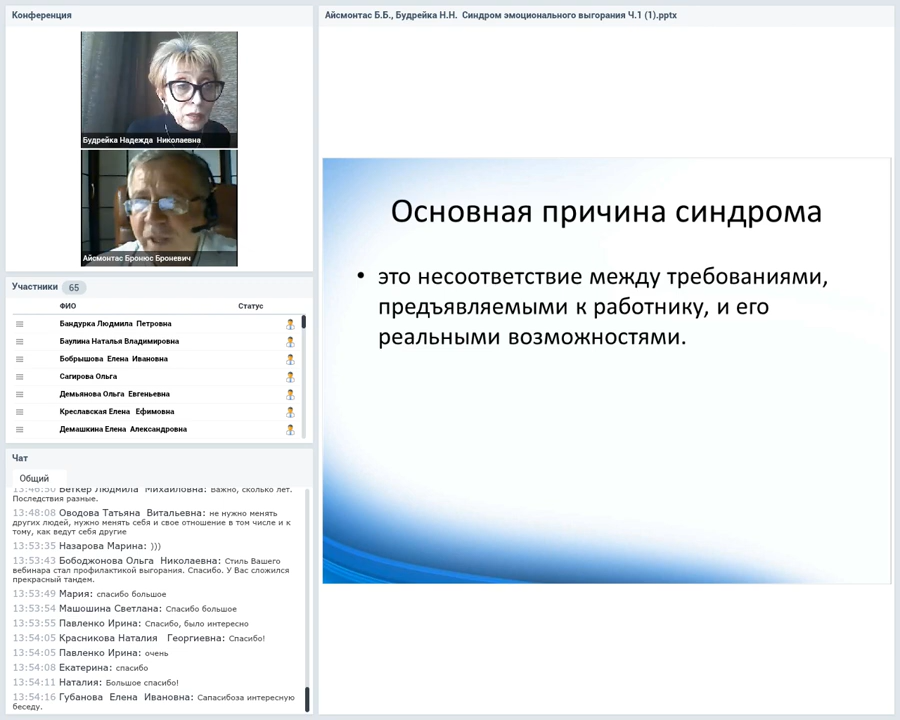 Конференция
Будрейка Надежда Николаевна
Айсмонтас Бронюс Броневич
Участники 65
ФИО Статус
Бандурка Людмила Петровна
Баулина Наталья Владимировна
Бобрышова Елена Ивановна
Сагирова Ольга
Демьянова Ольга Евгеньевна
Креславская Елена Ефимовна
Демашкина Елена Александровна
Чат
Общий
13:46:50 Беткер Людмила Михайловна: Важно, сколько лет.
Последствия разные.
13:48:08 Оводова Татьяна Витальевна: не нужно менять
других людей, нужно менять себя и свое отношение в том числе и к
тому, как ведут себя другие
13:53:35 Назарова Марина: )))
13:53:43 Бободжонова Ольга Николаевна: Стиль Вашего
вебинара стал профилактикой выгорания. Спасибо. У Вас сложился
прекрасный тандем.
13:53:49 Мария: спасибо большое
13:53:54 Машошина Светлана: Спасибо большое
13:53:55 Павленко Ирина: Спасибо, было интересно
13:54:05 Красникова Наталия Георгиевна: Спасибо!
13:54:05 Павленко Ирина: очень
13:54:08 Екатерина: спасибо
13:54:11 Наталия: Большое спасибо!
13:54:16 Губанова Елена Ивановна: Сапасибоза интересную
беседу.
Айсмонтас Б.Б., Будрейка Н.Н. Синдром эмоционального выгорания Ч.1 (1).pptx
Основная причина синдрома
• это несоответствие между требованиями,
предъявляемыми к работнику, и его
реальными возможностями.